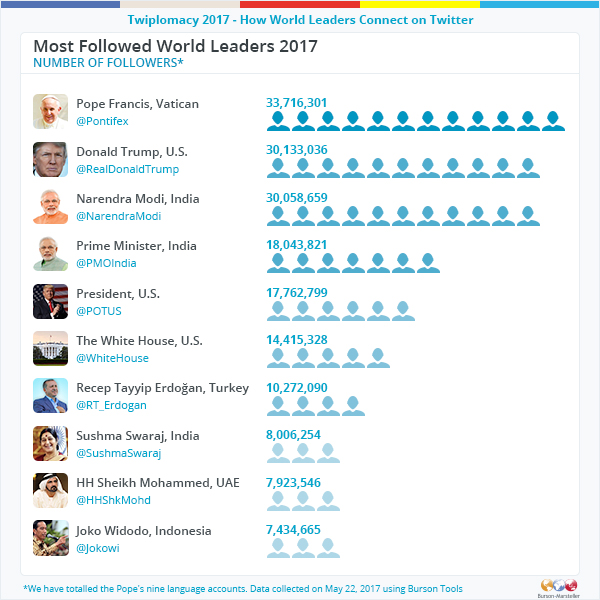 Twiplomacy 2017 - How World Leaders Connect on Twitter
Most Followed World Leaders 2017
NUMBER OF FOLLOWERS*
Pope Francis, Vatican
@Pontifex
33,716,301
Donald Trump, U.S.
@RealDonaldTrump
30,133,036
Narendra Modi, India
@NarendraModi
30,058,659
Prime Minister, India
@PMOIndia
18,043,821
President, U.S.
@POTUS
17,762,799
The White House, U.S.
@WhiteHouse
14,415,328
Recep Tayyip Erdoğan, Turkey
@RT_Erdogan
10,272,090
Sushma Swaraj, India
@SushmaSwaraj
8,006,254
HH Sheikh Mohammed, UAE
@HHShkMohd
7,923,546
Joko Widodo, Indonesia
@Jokowi
7,434,665
*We have totalled the Pope's nine language accounts. Data collected on May 22, 2017 using Burson Tools
Burson-Marsteller